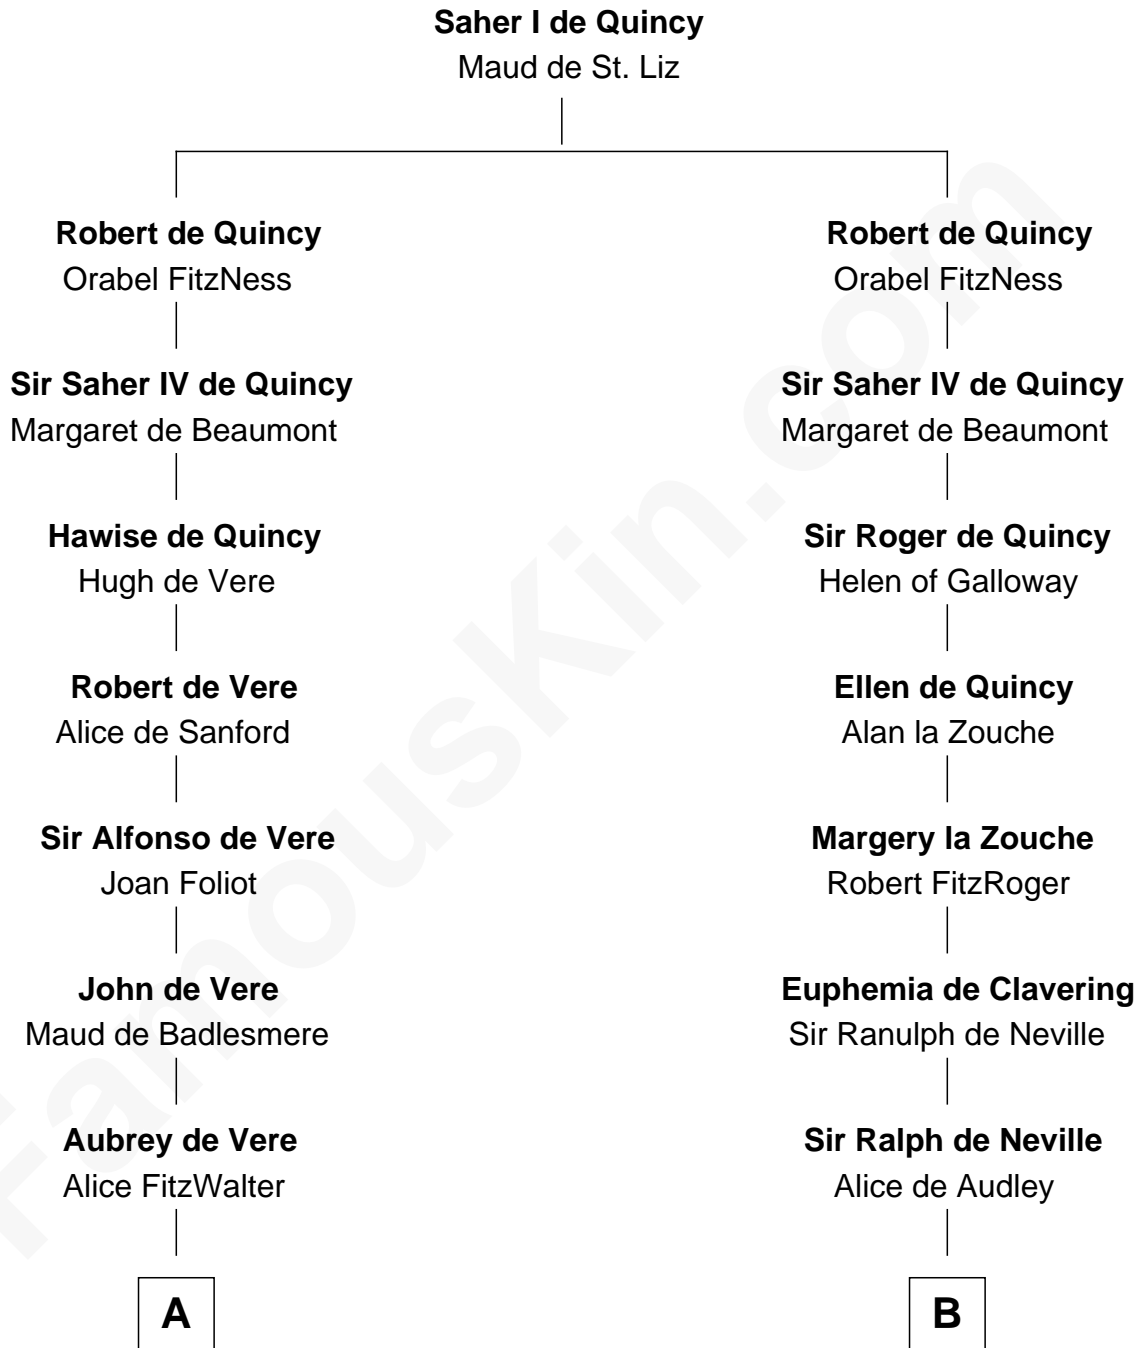 Saher I de Quincy
Maud de St. Liz
Robert de Quincy
Orabel FitzNess
Sir Saher IV de Quincy
Margaret de Beaumont
Hawise de Quincy
Hugh de Vere
Robert de Vere
Alice de Sanford
Sir Alfonso de Vere
Joan Foliot
John de Vere
Maud de Badlesmere
Aubrey de Vere
Alice FitzWalter
A
Robert de Quincy
Orabel FitzNess
Sir Saher IV de Quincy
Margaret de Beaumont
Sir Roger de Quincy
Helen of Galloway
Ellen de Quincy
Alan la Zouche
Margery la Zouche
Robert FitzRoger
Euphemia de Clavering
Sir Ranulph de Neville
Sir Ralph de Neville
Alice de Audley
B
FamousKin.com